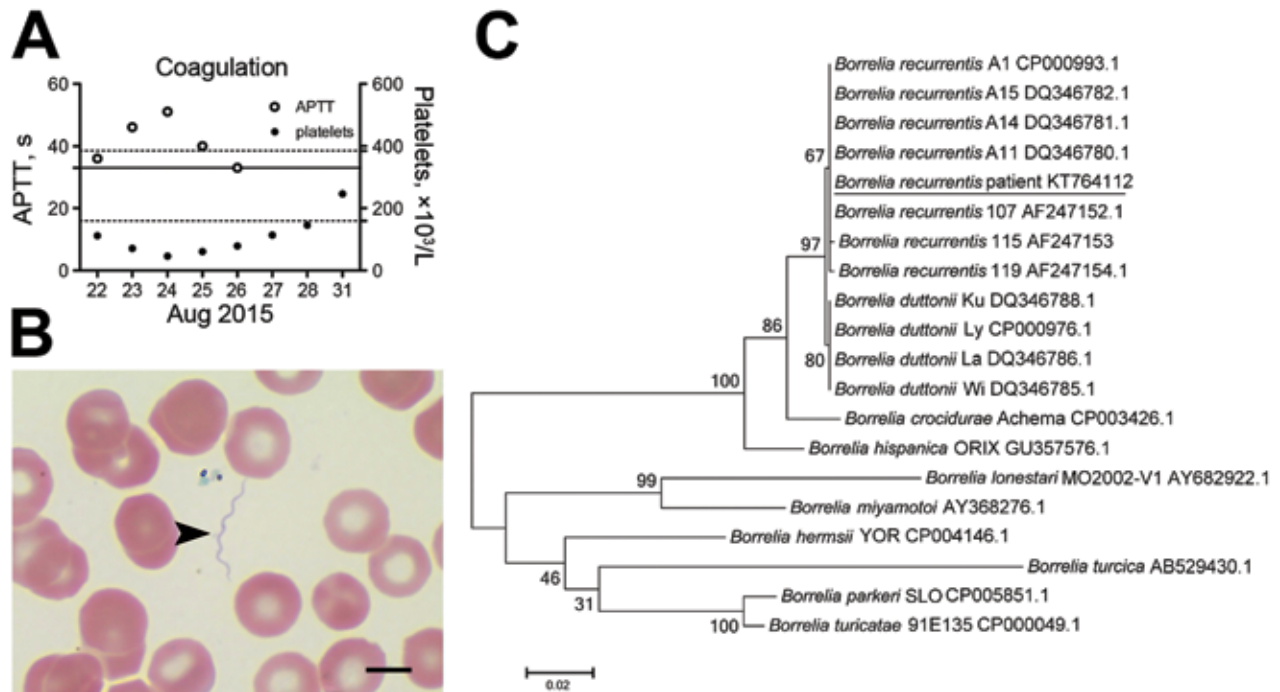 A
Coagulation
60
40
20
0
APTT, s
APTT
platelets
600
400
200
0
Platelets, ×10³/L
22 23 24 25 26 27 28 31
Aug 2015
B
C
Borrelia recurrentis A1 CP000993.1
Borrelia recurrentis A15 DQ346782.1
Borrelia recurrentis A14 DQ346781.1
Borrelia recurrentis A11 DQ346780.1
67
Borrelia recurrentis patient KT764112
Borrelia recurrentis 107 AF247152.1
97
Borrelia recurrentis 115 AF247153
Borrelia recurrentis 119 AF247154.1
Borrelia duttonii Ku DQ346788.1
86
Borrelia duttonii Ly CP000976.1
80
Borrelia duttonii La DQ346786.1
100
Borrelia duttonii Wi DQ346785.1
Borrelia crocidurae Achema CP003426.1
Borrelia hispanica ORIX GU357576.1
99
Borrelia lonestari MO2002-V1 AY682922.1
Borrelia miyamotoi AY368276.1
Borrelia hermsii YOR CP004146.1
46
Borrelia turcica AB529430.1
31
Borrelia parkeri SLO CP005851.1
100
Borrelia turicatae 91E135 CP000049.1
0.02